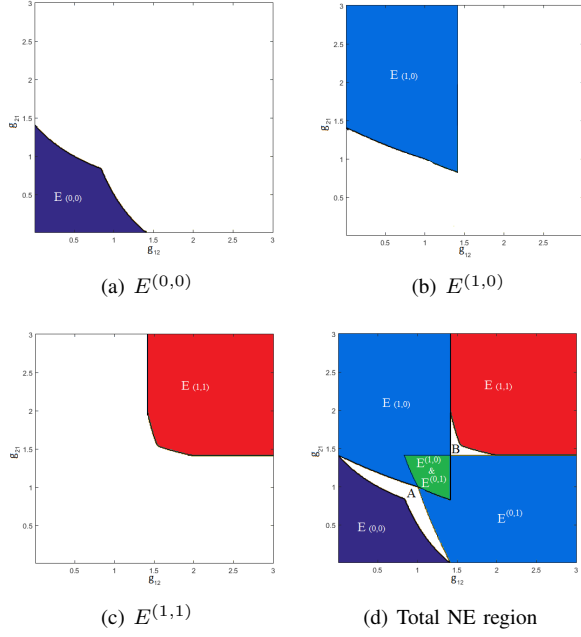 3
2.5
2
1.5
g21
1
0.5
E (0,0)
0.5 1 1.5 2 2.5 3
g12
(a) E^(0,0)
3
2.5
2
1.5
g21
1
0.5
E (1,0)
0.5 1 1.5 2 2.5
g12
(b) E^(1,0)
3
2.5
2
1.5
g21
1
0.5
E (1,1)
0.5 1 1.5 2 2.5 3
g12
(c) E^(1,1)
3
2.5
2
1.5
g21
1
0.5
E (1,0)
E (1,1)
B
E^(1,0)
&
E^(0,1)
A
E^(0,1)
E (0,0)
0.5 1 1.5 2 2.5 3
g12
(d) Total NE region